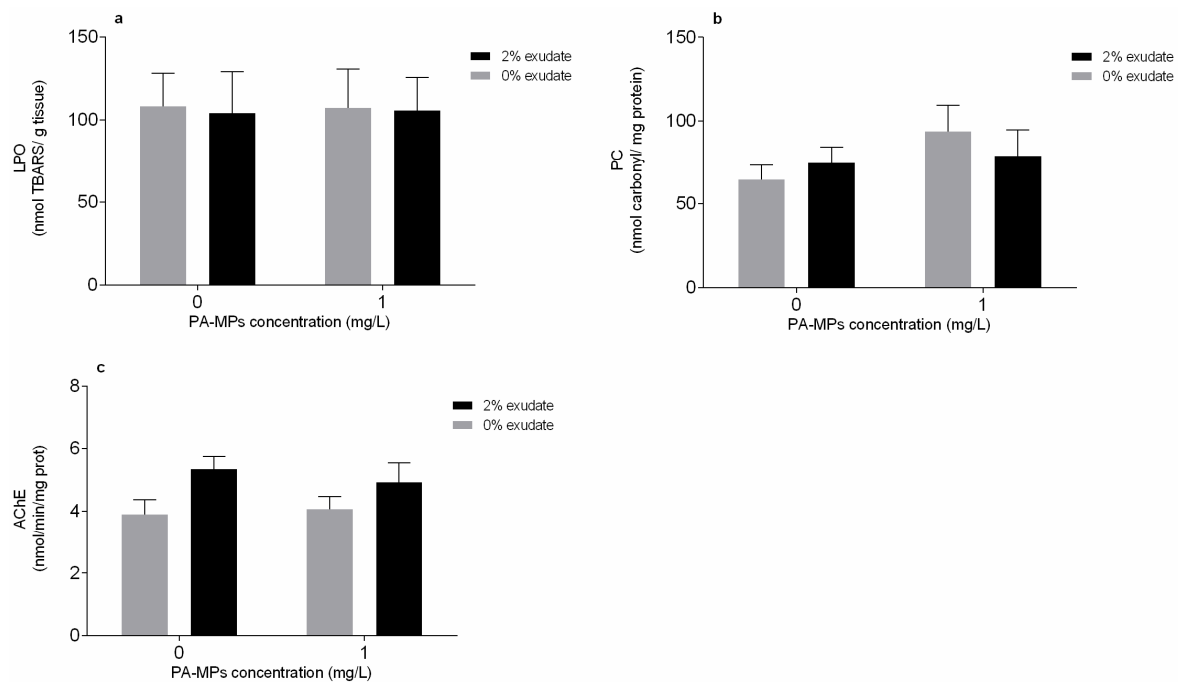 a
150
100
50
0
LPO
(nmol TBARS/ g tissue)
2% exudate
0% exudate
0 1
PA-MPs concentration (mg/L)
b
150
100
50
0
PC
(nmol carbonyl/ mg protein)
2% exudate
0% exudate
0 1
PA-MPs concentration (mg/L)
c
8
6
4
2
0
AChE
(nmol/min/mg prot)
2% exudate
0% exudate
0 1
PA-MPs concentration (mg/L)